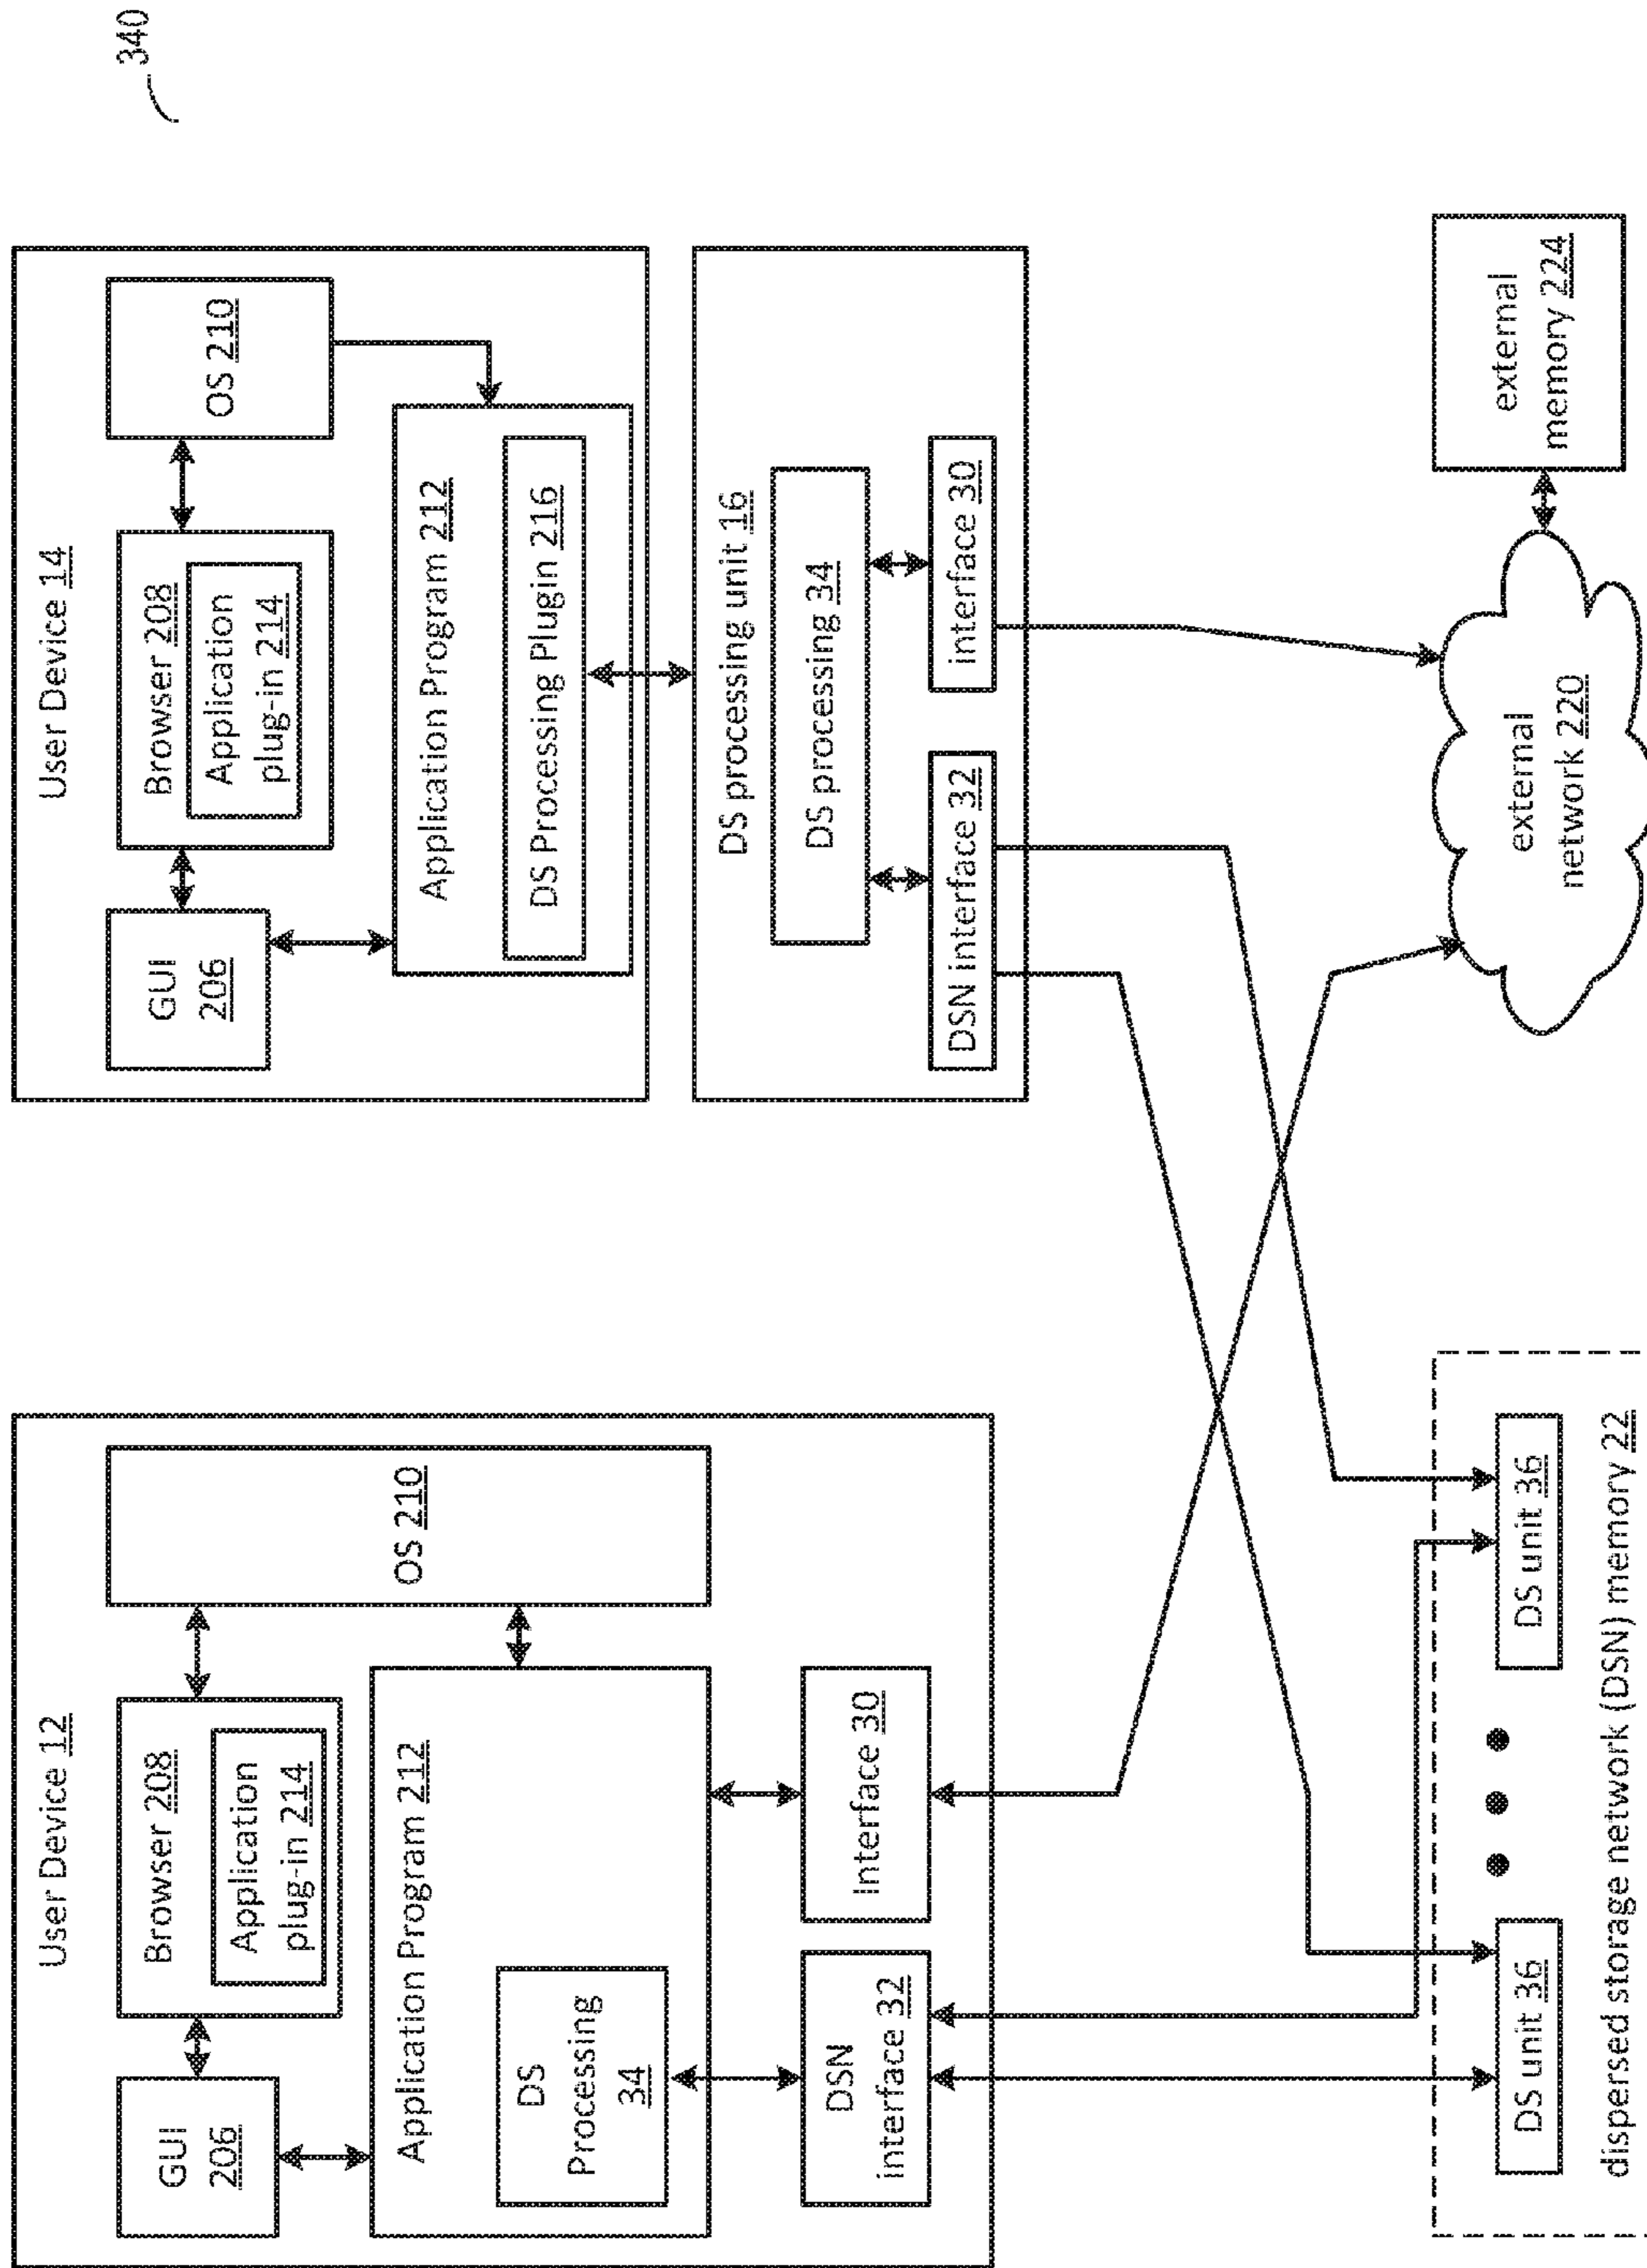 340
User Device 12
GUI
206
Browser 208
Application
plug-in 214
OS 210
Application Program 212
DS
Processing
34
DSN
interface 32
Interface 30
User Device 14
GUI
206
Browser 208
Application
plug-in 214
OS 210
Application Program 212
DS Processing Plugin 216
DS processing unit 16
DS processing 34
DSN interface 32
interface 30
DS unit 36
DS unit 36
dispersed storage network (DSN) memory 22
external
network 220
external
memory 224